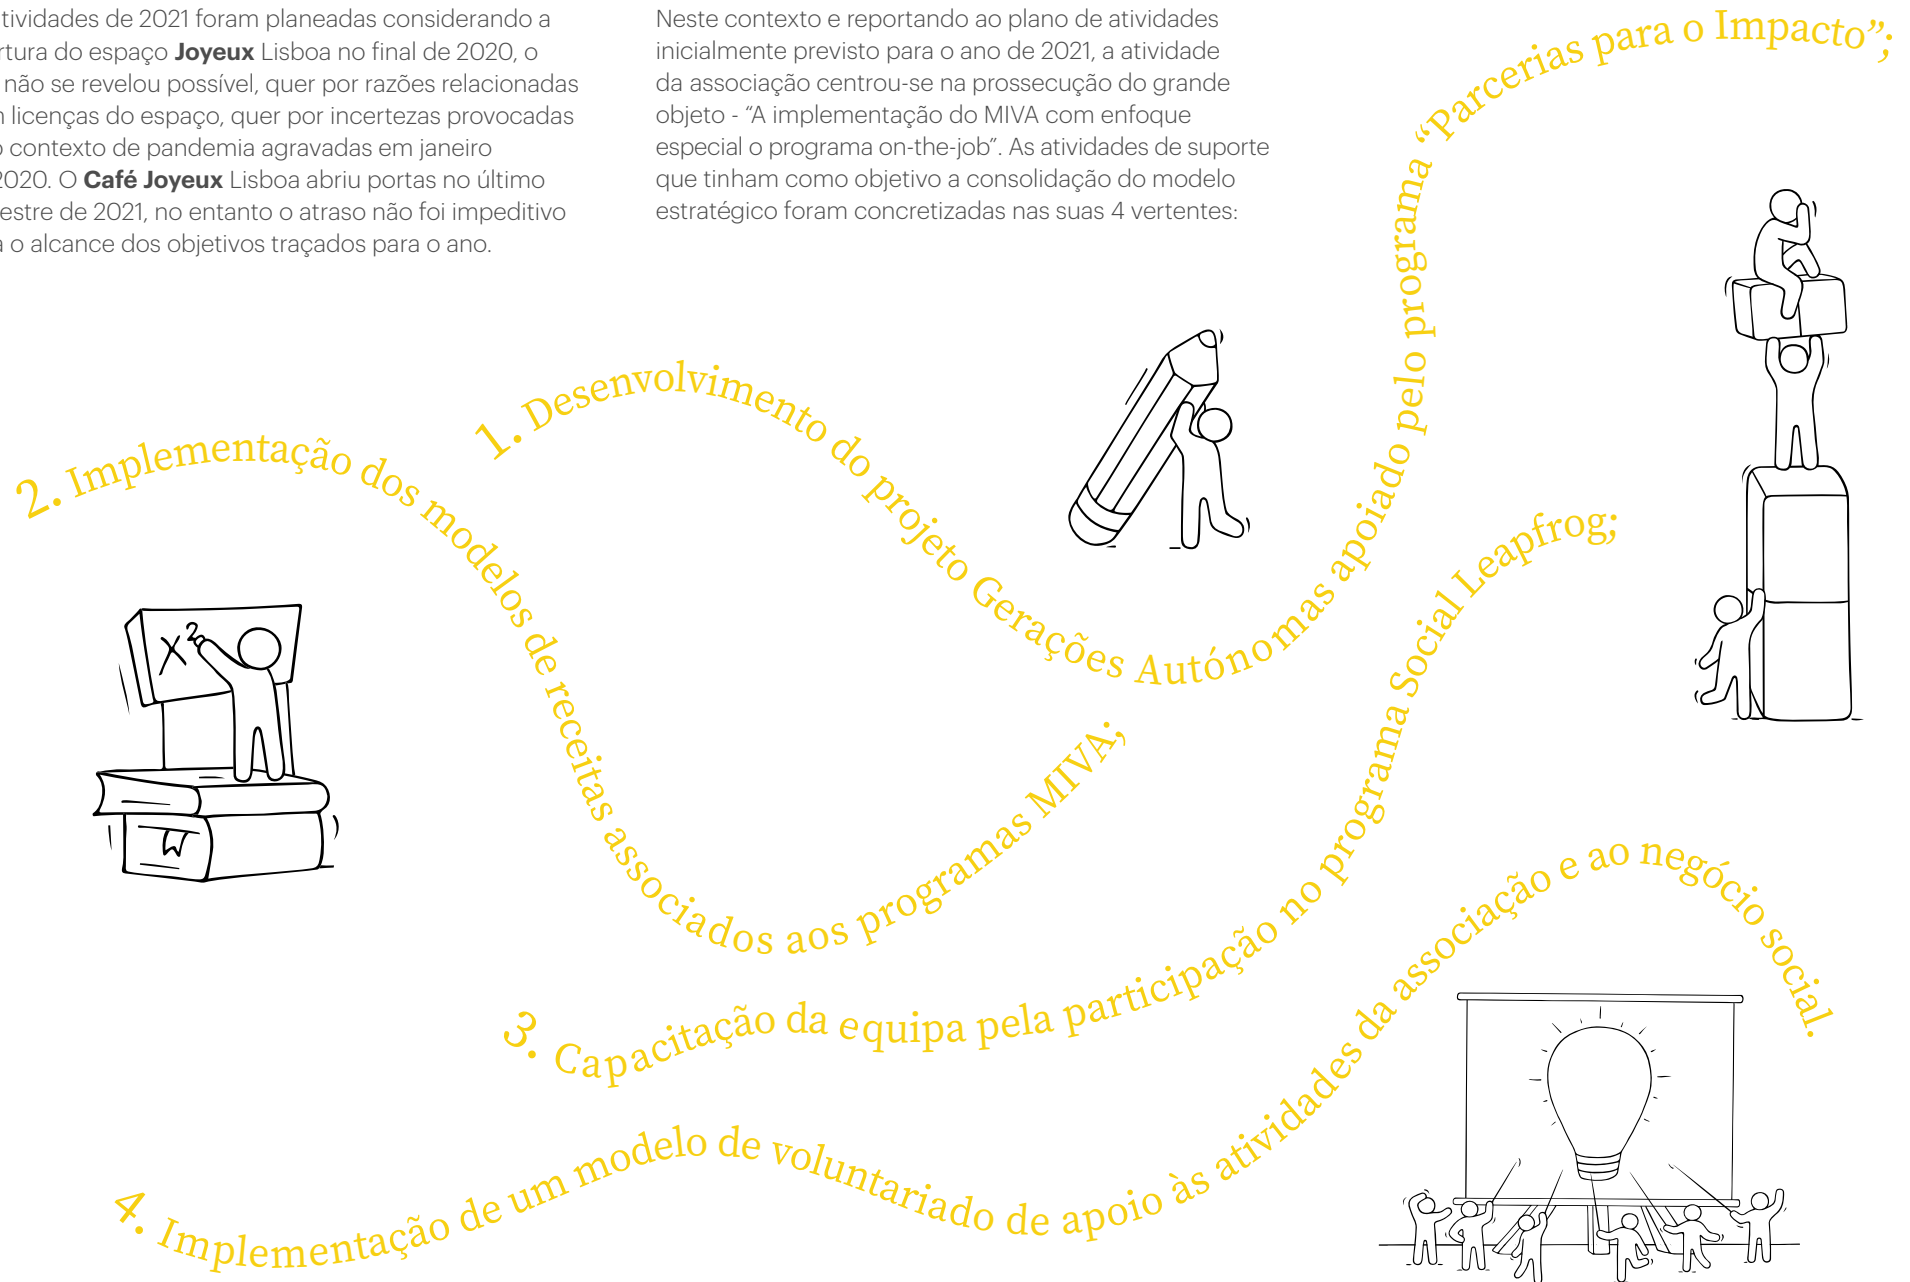 tividades de 2021 foram planeadas considerando a
rtura do espaço Joyeux Lisboa no final de 2020, o
não se revelou possível, quer por razões relacionadas
licenças do espaço, quer por incertezas provocadas
o contexto de pandemia agravadas em janeiro
2020. O Café Joyeux Lisboa abriu portas no último
estre de 2021, no entanto o atraso não foi impeditivo
a o alcance dos objetivos traçados para o ano.
Neste contexto e reportando ao plano de atividades
inicialmente previsto para o ano de 2021, a atividade
da associação centrou-se na prossecução do grande
objeto - “A implementação do MIVA com enfoque
especial o programa on-the-job”. As atividades de suporte
que tinham como objetivo a consolidação do modelo
estratégico foram concretizadas nas suas 4 vertentes:
1. Desenvolvimento do projeto Gerações Autónomas apoiado pelo programa “Parcerias para o Impacto”;
2. Implementação dos modelos de receitas associados aos programas MIVA;
3. Capacitação da equipa pela participação no programa Social Leapfrog;
4. Implementação de um modelo de voluntariado de apoio às atividades da associação e ao negócio social.
X²